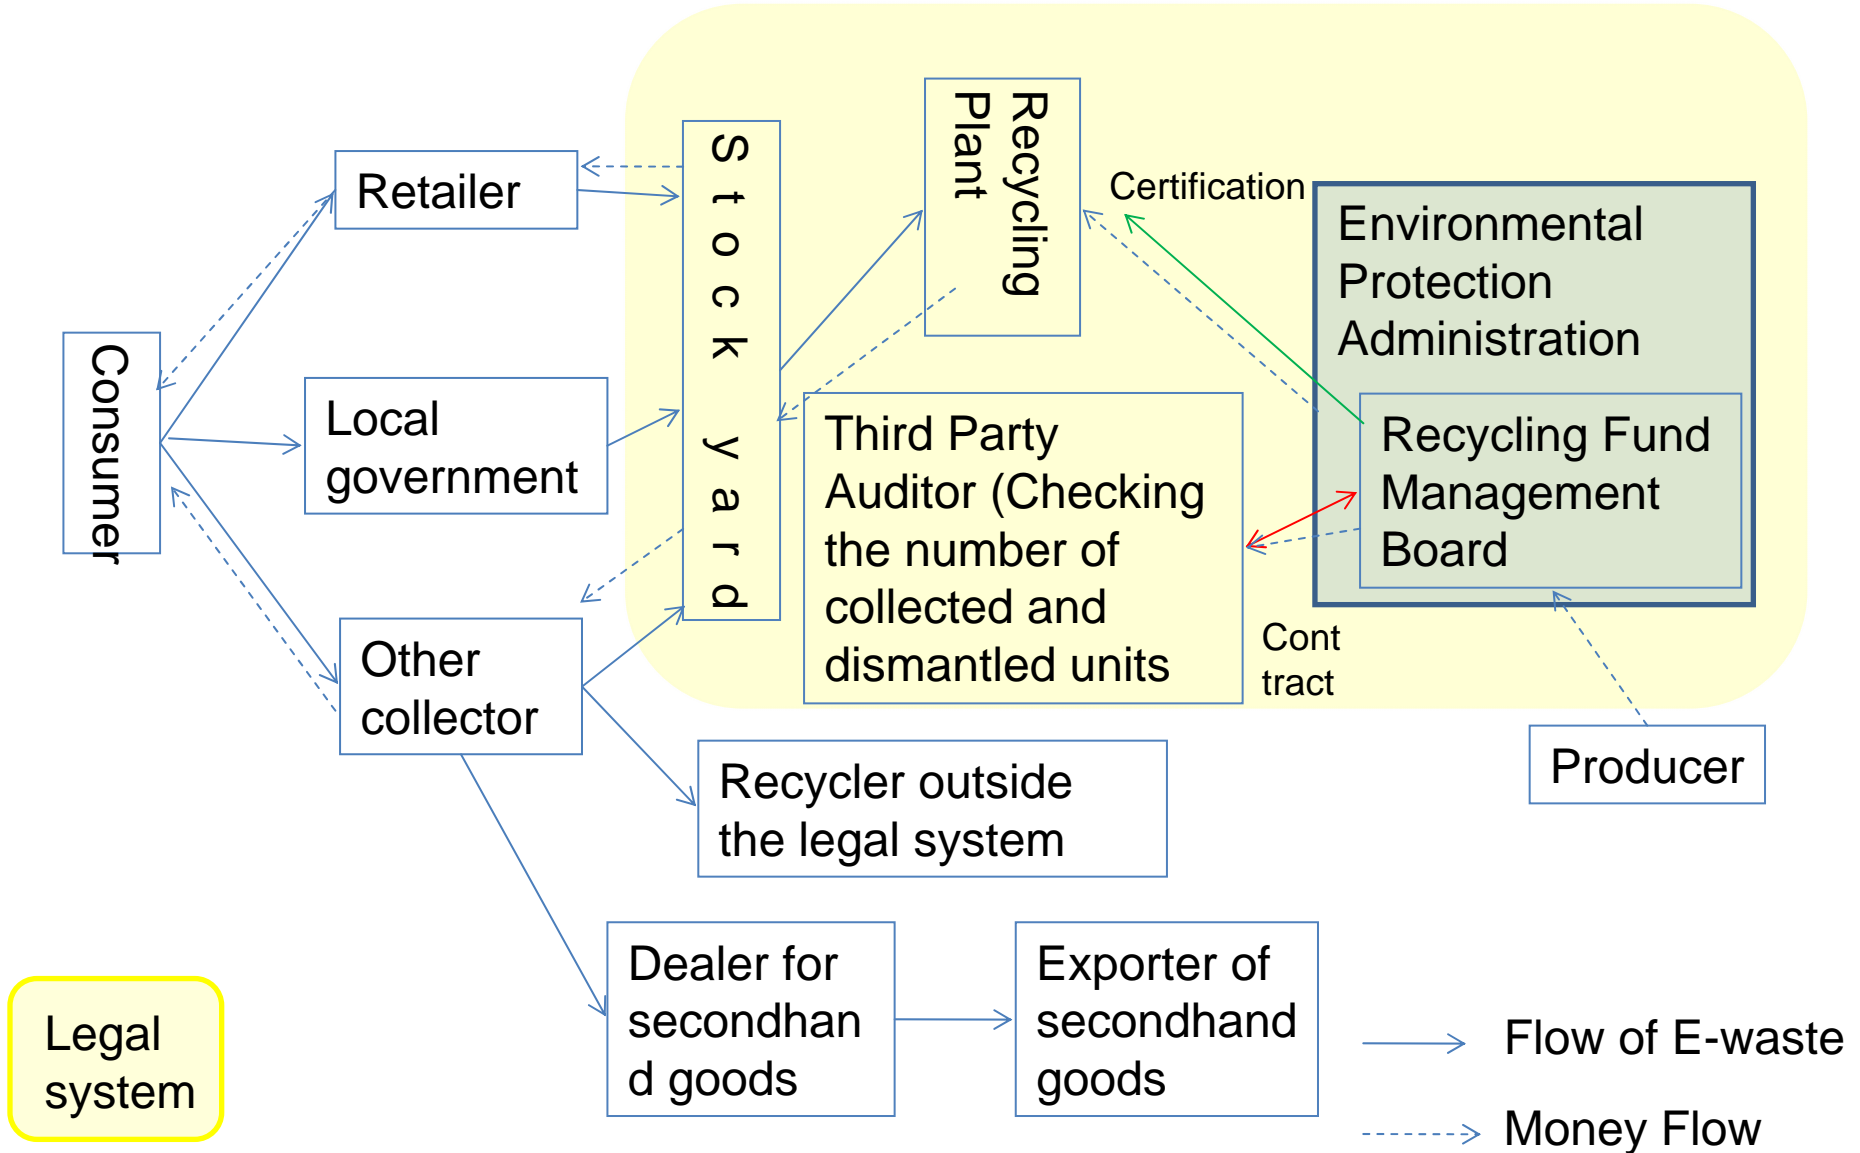 Recycling
Plant
Stock yard
Retailer
Certification
Environmental
Protection
Administration
Consumer
Local
government
Third Party
Auditor (Checking
the number of
collected and
dismantled units
Recycling Fund
Management
Board
Cont
tract
Other
collector
Producer
Recycler outside
the legal system
Dealer for
secondhan
d goods
Exporter of
secondhand
goods
Legal
system
Flow of E-waste
Money Flow